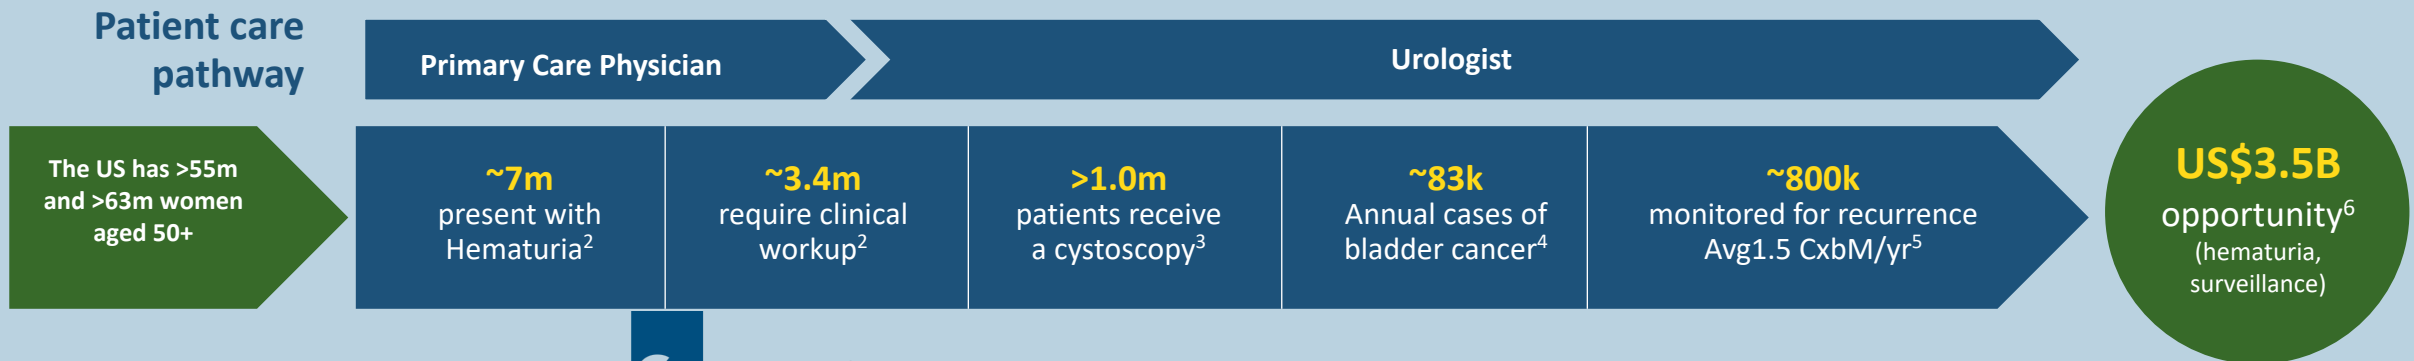 Patient care
pathway
Primary Care Physician
Urologist
The US has >55m
and >63m women
aged 50+
~7m
present with
Hematuria2
~3.4m
require clinical
workup2
>1.0m
patients receive
a cystoscopy3
~83k
Annual cases of
bladder cancer4
~800k
monitored for recurrence
Avg1.5 CxbM/yr5
US$3.5B
opportunity6
(hematuria,
surveillance)